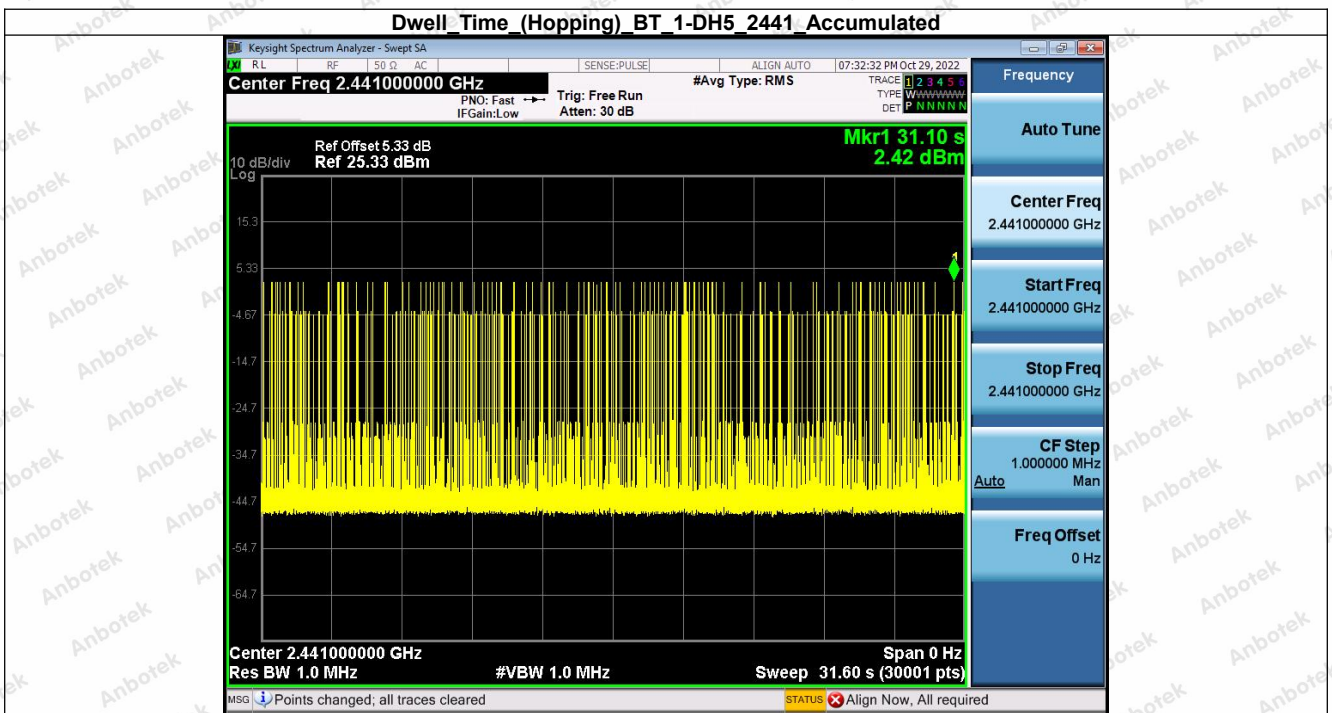 Dwell_Time_(Hopping)_BT_1-DH5_2441_Accumulated
Keysight Spectrum Analyzer - Swept SA
LXI RL RF 50 Ω AC SENSE:PULSE ALIGN AUTO 07:32:32 PM Oct 29, 2022
Center Freq 2.441000000 GHz
PNO: Fast
IFGain:Low
Trig: Free Run
Atten: 30 dB
#Avg Type: RMS
TRACE 1 2 3 4 5 6
TYPE WWWWWW
DET P N N N N N
Mkr1 31.10 s
2.42 dBm
Ref Offset 5.33 dB
10 dB/div Ref 25.33 dBm
Log
15.3
5.33
-4.67
-14.7
-24.7
-34.7
-44.7
-54.7
-64.7
1
Center 2.441000000 GHz Span 0 Hz
Res BW 1.0 MHz #VBW 1.0 MHz Sweep 31.60 s (30001 pts)
MSG Points changed; all traces cleared STATUS Align Now, All required
Frequency
Auto Tune
Center Freq
2.441000000 GHz
Start Freq
2.441000000 GHz
Stop Freq
2.441000000 GHz
CF Step
1.000000 MHz
Auto Man
Freq Offset
0 Hz
Anbotek